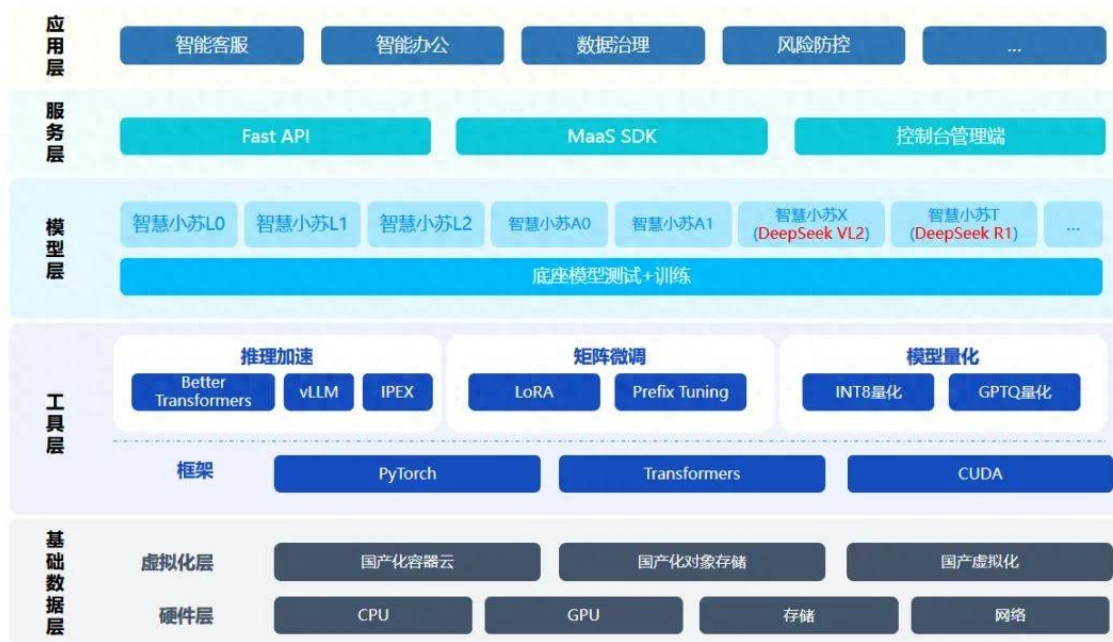 应用层
智能客服
智能办公
数据治理
风险防控
...
服务层
Fast API
MaaS SDK
控制台管理端
模型层
智慧小苏L0
智慧小苏L1
智慧小苏L2
智慧小苏A0
智慧小苏A1
智慧小苏X
(DeepSeek VL2)
智慧小苏T
(DeepSeek R1)
...
底座模型测试+训练
工具层
推理加速
Better
Transformers
vLLM
IPEX
矩阵微调
LoRA
Prefix Tuning
模型量化
INT8量化
GPTQ量化
框架
PyTorch
Transformers
CUDA
基础数据层
虚拟化层
国产化容器云
国产化对象存储
国产虚拟化
硬件层
CPU
GPU
存储
网络